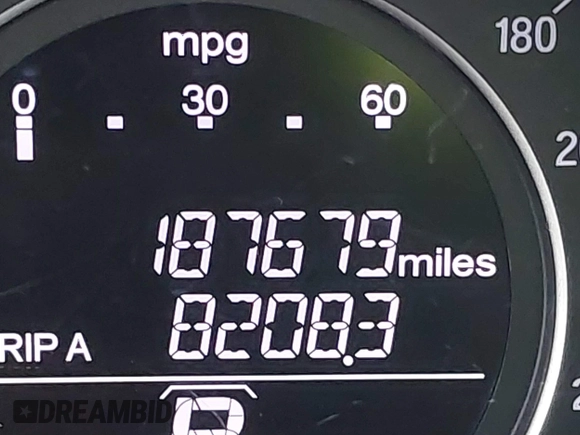 mpg
180
0 30 60
187679 miles
RIP A 8208.3
DREAMBID